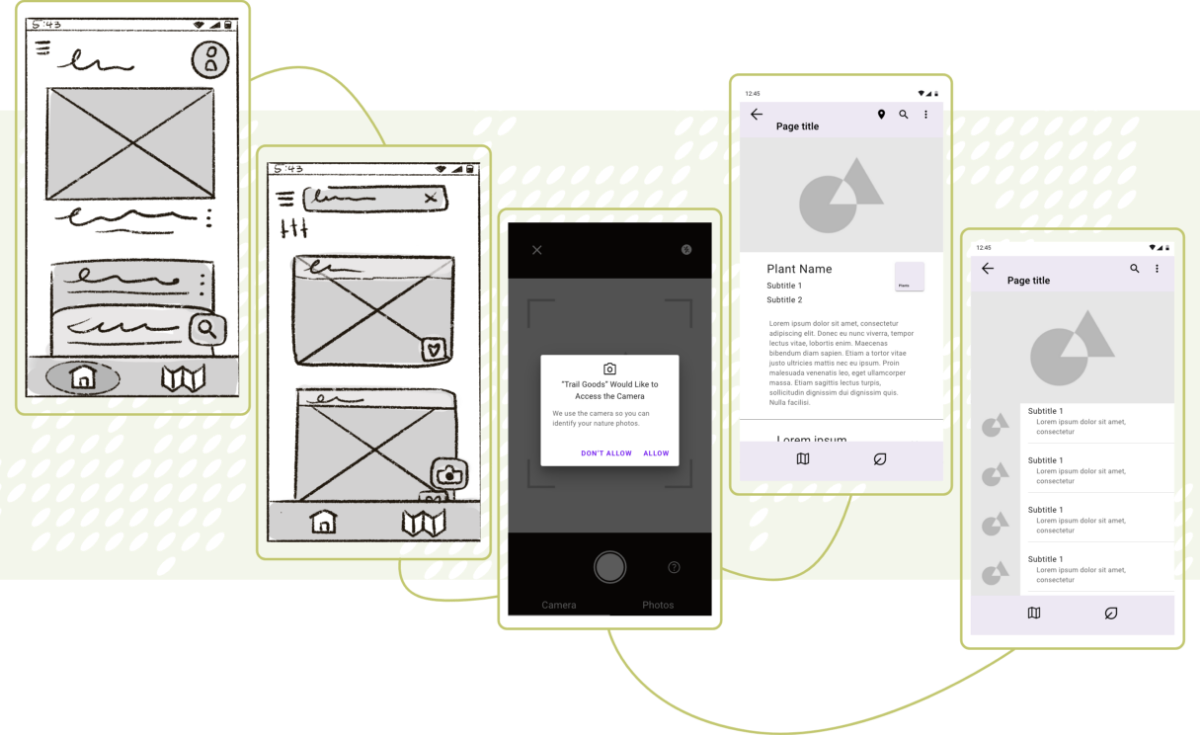 5:43
5:43
"Trail Goods" Would Like to
Access the Camera
We use the camera so you can
identify your nature photos.
DON'T ALLOW ALLOW
Camera Photos
12:45
Page title
Plant Name
Subtitle 1
Subtitle 2
Plants
Lorem ipsum dolor sit amet, consectetur
adipiscing elit. Donec eu nunc viverra, tempor
lectus vitae, lobortis enim. Maecenas
bibendum diam sapien. Etiam a tortor vitae
justo ultricies mattis nec eu ipsum. Proin
malesuada venenatis leo, eget ullamcorper
massa. Etiam sagittis lectus turpis,
sollicitudin dignissim dui dignissim quis.
Nulla facilisi.
Lorem ipsum
12:45
Page title
Subtitle 1
Lorem ipsum dolor sit amet,
consectetur
Subtitle 1
Lorem ipsum dolor sit amet,
consectetur
Subtitle 1
Lorem ipsum dolor sit amet,
consectetur
Subtitle 1
Lorem ipsum dolor sit amet,
consectetur